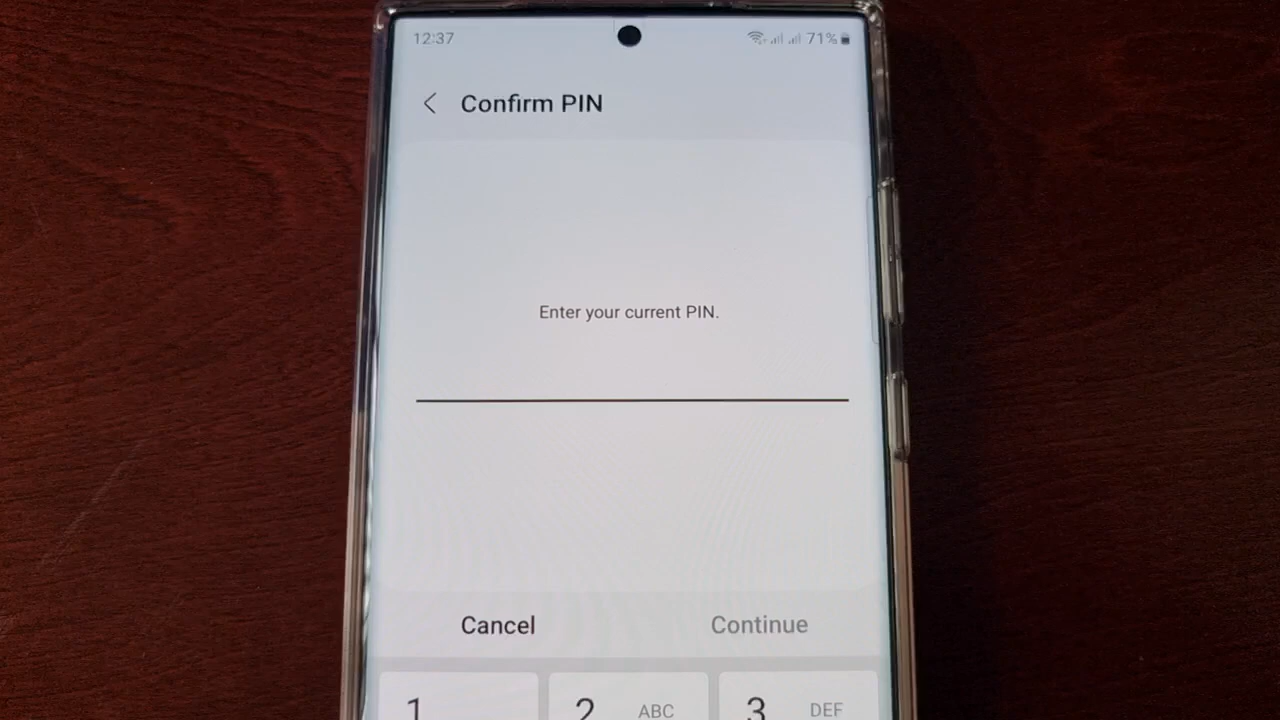 12:37 71%
Confirm PIN
Enter your current PIN.
Cancel Continue
1 2 ABC 3 DEF